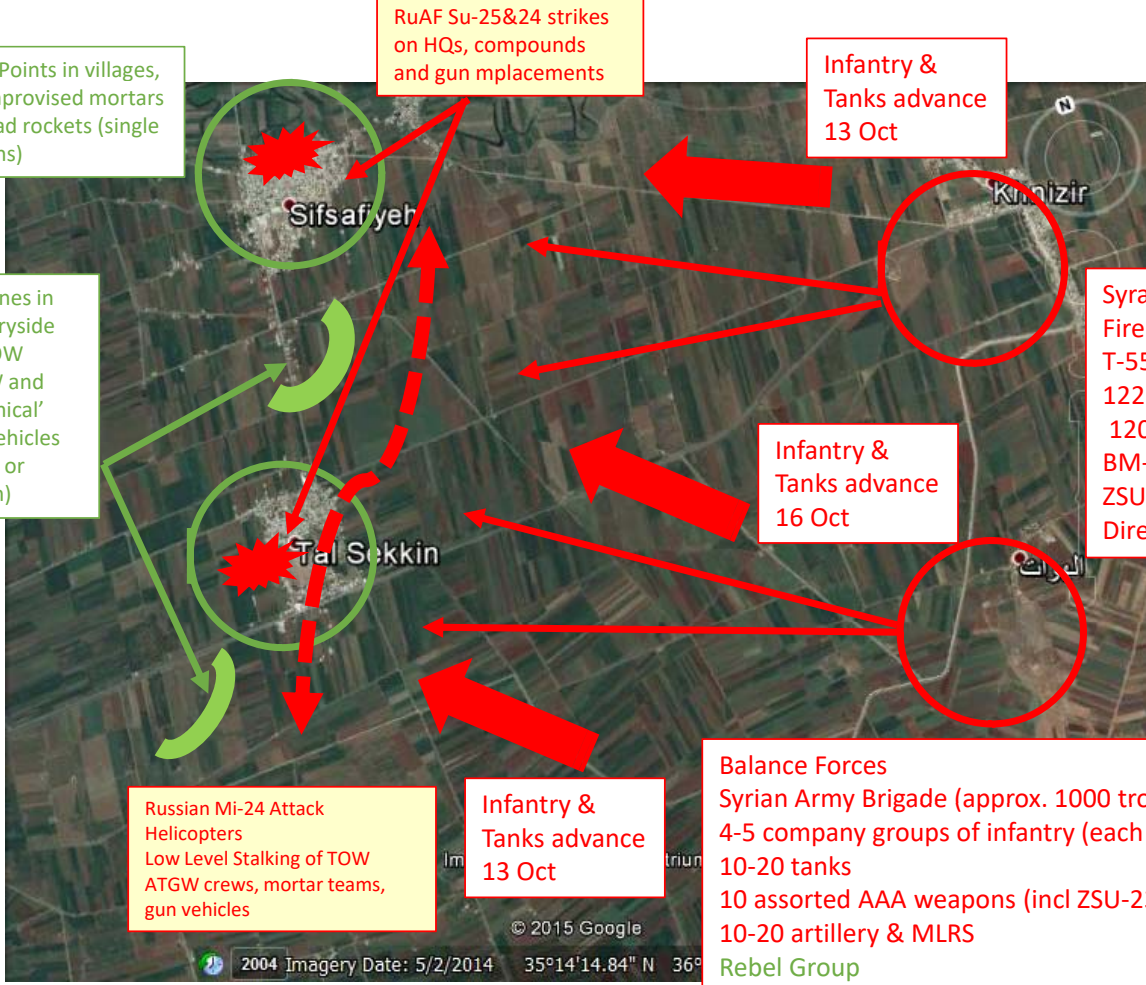 RuAF Su-25&24 strikes
on HQs, compounds
and gun mplacements
Points in villages,
mprovised mortars
ad rockets (single
ns)
Infantry &
Tanks advance
13 Oct
N
Khnizir
Sifsafiyeh
nes in
ryside
OW
/ and
nical’
ehicles
or
n)
Syra
Fire
T-55
122
120
BM-
ZSU
Dire
Infantry &
Tanks advance
16 Oct
Tal Sekkin
Russian Mi-24 Attack
Helicopters
Low Level Stalking of TOW
ATGW crews, mortar teams,
gun vehicles
Infantry &
Tanks advance
13 Oct
Balance Forces
Syrian Army Brigade (approx. 1000 tro
4-5 company groups of infantry (each
10-20 tanks
10 assorted AAA weapons (incl ZSU-2
10-20 artillery & MLRS
Rebel Group
Im
trium
© 2015 Google
2004 Imagery Date: 5/2/2014 35°14'14.84" N 36°